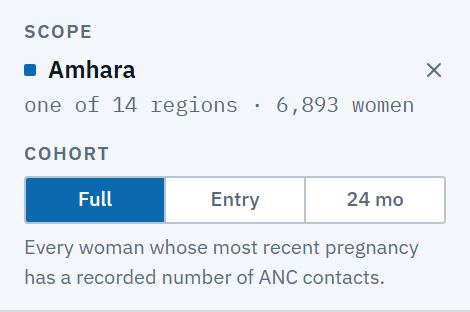 SCOPE
Amhara
one of 14 regions · 6,893 women
COHORT
Full Entry 24 mo
Every woman whose most recent pregnancy
has a recorded number of ANC contacts.